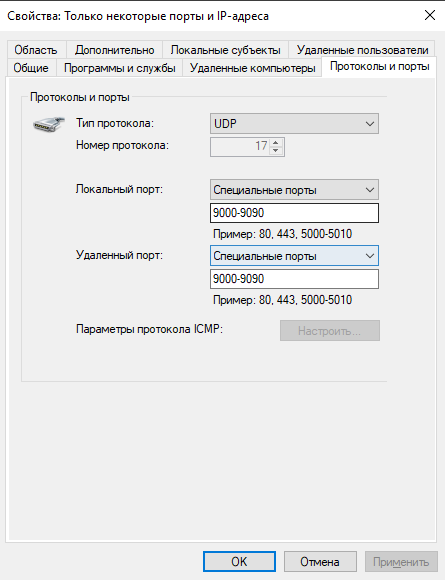 Свойства: Только некоторые порты и IP-адреса
Область
Дополнительно
Локальные субъекты
Удаленные пользователи
Общие
Программы и службы
Удаленные компьютеры
Протоколы и порты
Протоколы и порты
Тип протокола:
UDP
Номер протокола:
17
Локальный порт:
Специальные порты
9000-9090
Пример: 80, 443, 5000-5010
Удаленный порт:
Специальные порты
9000-9090
Пример: 80, 443, 5000-5010
Параметры протокола ICMP:
Настроить...
OK
Отмена
Применить